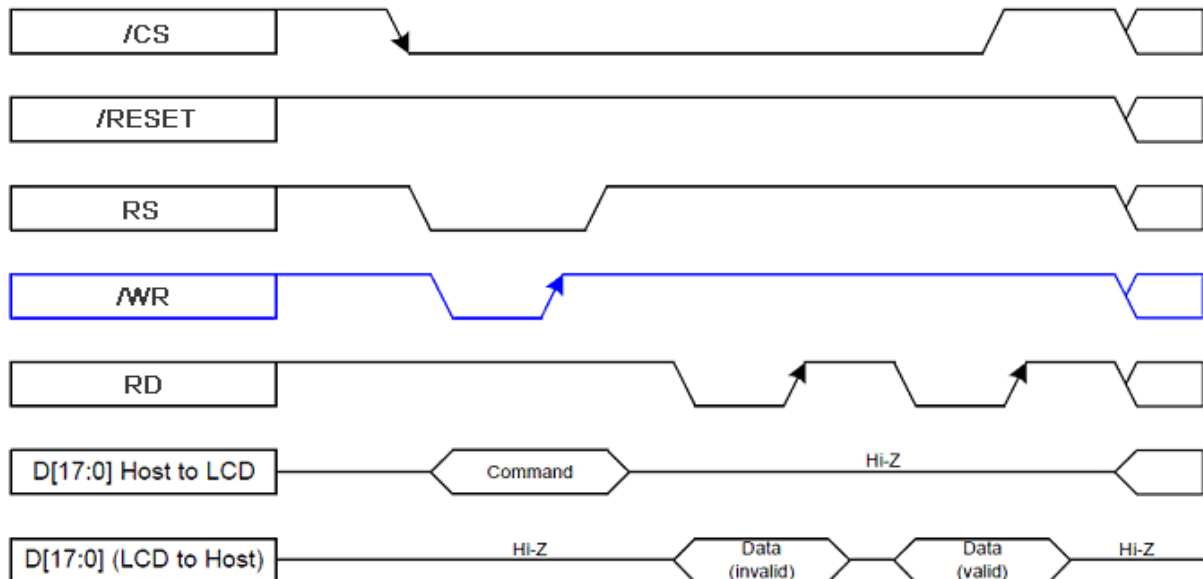 /CS
/RESET
RS
/WR
RD
D[17:0] Host to LCD
Command
Hi-Z
D[17:0] (LCD to Host)
Hi-Z
Data
(invalid)
Data
(valid)
Hi-Z